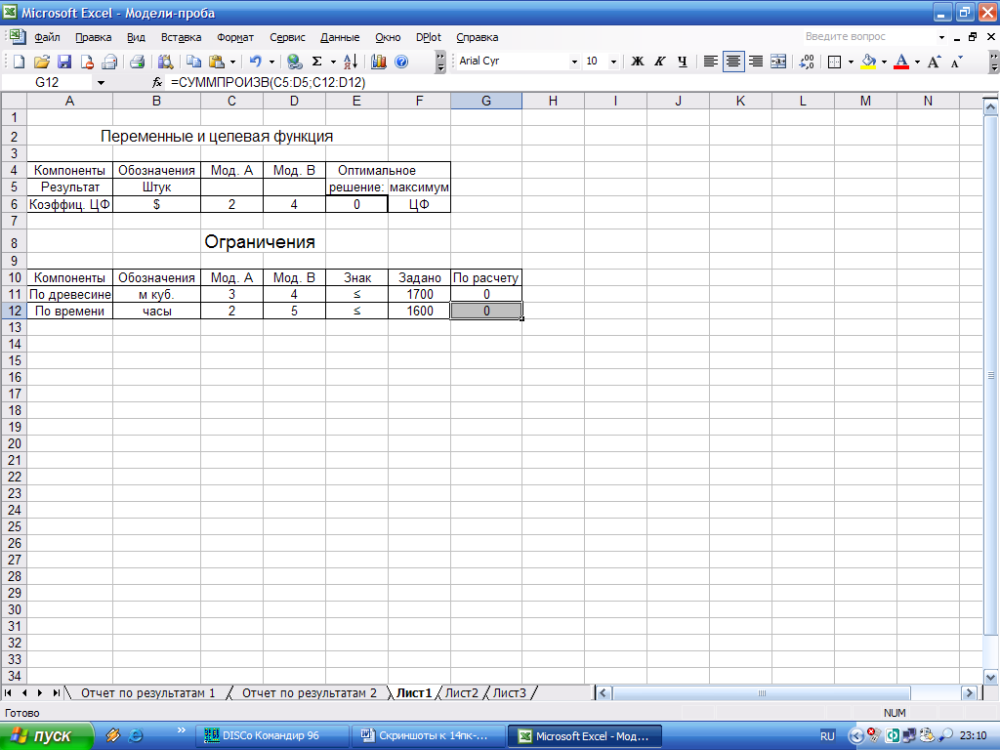 Microsoft Excel - Модели-проба
Файл Правка Вид Вставка Формат Сервис Данные Окно DPlot Справка Введите вопрос
Arial Cyr 10 Ж К Ч
G12 fx =СУММПРОИЗВ(C5:D5;C12:D12)
A B C D E F G H I J K L M N
1
2 Переменные и целевая функция
3
4 Компоненты Обозначения Мод. А Мод. В Оптимальное
5 Результат Штук решение: максимум
6 Коэффиц. ЦФ $ 2 4 0 ЦФ
7
8 Ограничения
9
10 Компоненты Обозначения Мод. А Мод. В Знак Задано По расчету
11 По древесине м куб. 3 4 ≤ 1700 0
12 По времени часы 2 5 ≤ 1600 0
13
14
15
16
17
18
19
20
21
22
23
24
25
26
27
28
29
30
31
32
33
34
Отчет по результатам 1 Отчет по результатам 2 Лист1 Лист2 Лист3
Готово NUM
пуск DISCo Командир 96 Скриншоты к 14пк-... Microsoft Excel - Мод... RU 23:10